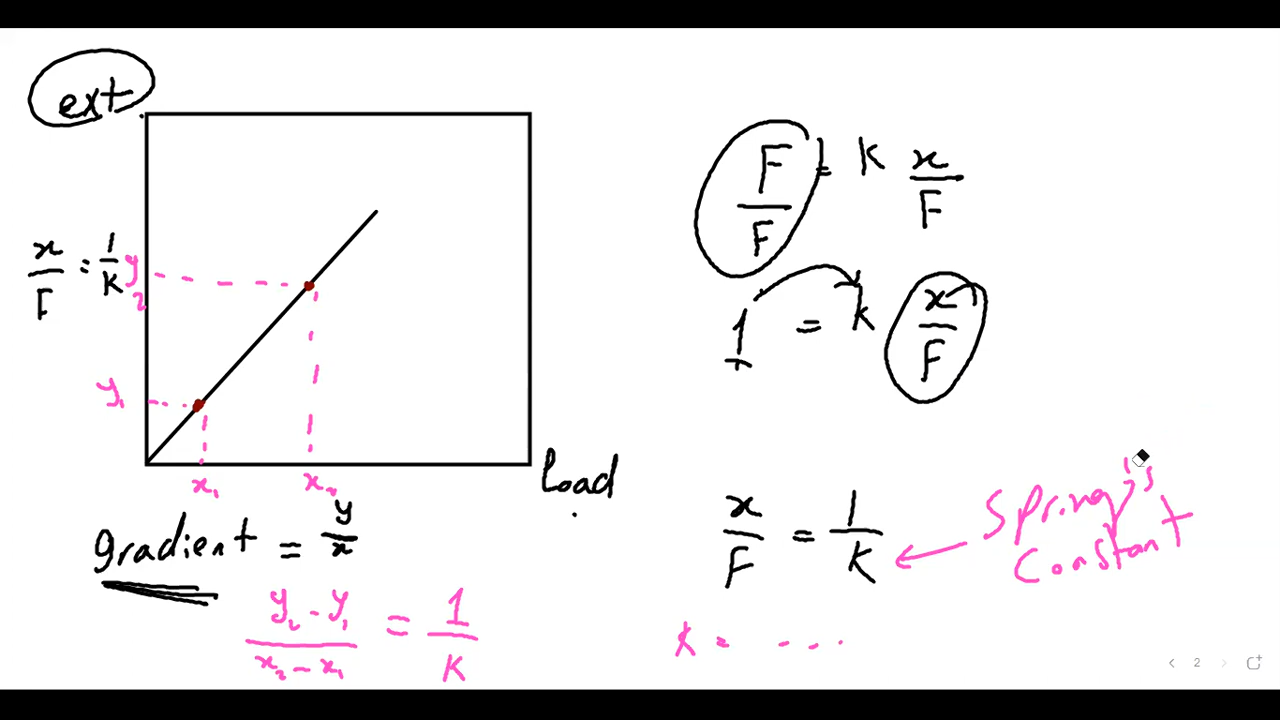 ext.
x/F = 1/K
y2
y1
x1 x2
Load
gradient = y/x
y2 - y1 / x2 - x1 = 1/K
F/F = K x/F
1 = K x/F
x/F = 1/K
Spring's
Constant
K = ....
2